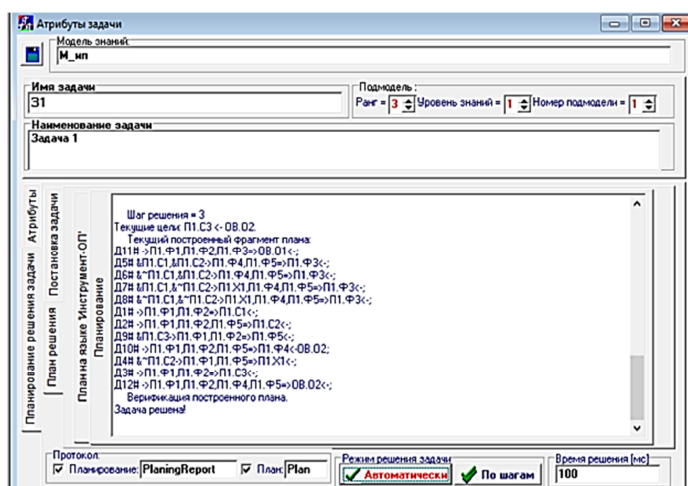 Атрибуты задачи
Модель знаний:
М_ип
Имя задачи
З1
Подмодель :
Ранг = 3 Уровень знаний = 1 Номер подмодели = 1
Наименование задачи
Задача 1
Планирование решения задачи
Атрибуты
План решения
Постановка задачи
План на языке 'Инструмент-ОП'
Планирование
Шаг решения = 3
Текущие цели: П1.С3 <- ОВ.О2.
Текущий построенный фрагмент плана:
Д11# ->П1.Ф1,П1.Ф2,П1.Ф3=>ОВ.О1<-;
Д5# &П1.С1,&П1.С2->П1.Ф4,П1.Ф5=>П1.Ф3<-;
Д6# &^П1.С1,&П1.С2->П1.Ф4,П1.Ф5=>П1.Ф3<-;
Д7# &П1.С1,&^П1.С2->П1.Х1,П1.Ф4,П1.Ф5=>П1.Ф3<-;
Д8# &^П1.С1,&^П1.С2->П1.Х1,П1.Ф4,П1.Ф5=>П1.Ф3<-;
Д1# ->П1.Ф1,П1.Ф2=>П1.С1<-;
Д2# ->П1.Ф1,П1.Ф2,П1.Ф5=>П1.С2<-;
Д9# &П1.С3->П1.Ф1,П1.Ф2=>П1.Ф5<-;
Д10# ->П1.Ф1,П1.Ф2,П1.Ф5=>П1.Ф4<-ОВ.О2;
Д4# &^П1.С2->П1.Ф1,П1.Ф5=>П1.Х1<-;
Д3# ->П1.Ф1,П1.Ф2=>П1.С3<-;
Д12# ->П1.Ф1,П1.Ф2,П1.Ф4,П1.Ф5=>ОВ.О2<-;
Верификация построенного плана.
Задача решена!
Протокол:
Планирование: PlaningReport План: Plan
Режим решения задачи
Автоматически По шагам
Время решения [мс]
100